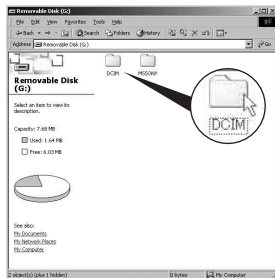 Removable Disk (G:)
File Edit View Favorites Tools Help
Back Search Folders History
Address Removable Disk (G:) Go
Removable Disk
(G:)
Select an item to view its
description.
Capacity: 7.68 MB
Used: 1.64 MB
Free: 6.03 MB
See also:
My Documents
My Network Places
My Computer
DCIM MSSONY
DCIM
2 object(s) (plus 1 hidden) 0 bytes My Computer